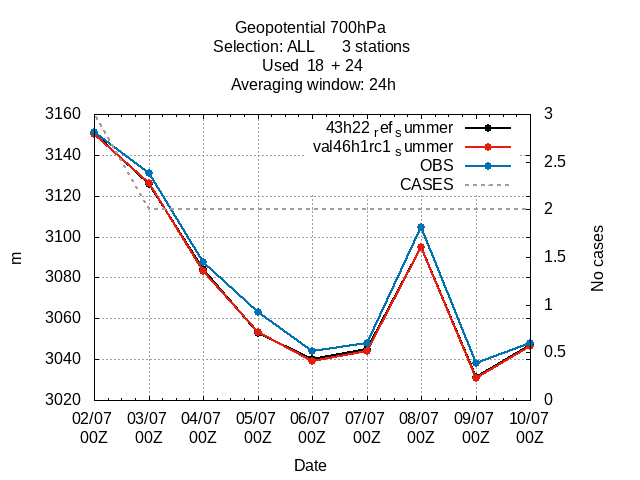 Geopotential 700hPa
Selection: ALL 3 stations
Used 18 + 24
Averaging window: 24h
43h22 refsummer
val46h1rc1 summer
OBS
CASES
3160
3140
3120
3100
3080
3060
3040
3020
m
3
2.5
2
1.5
1
0.5
0
No cases
02/07 03/07 04/07 05/07 06/07 07/07 08/07 09/07 10/07
00Z 00Z 00Z 00Z 00Z 00Z 00Z 00Z 00Z
Date